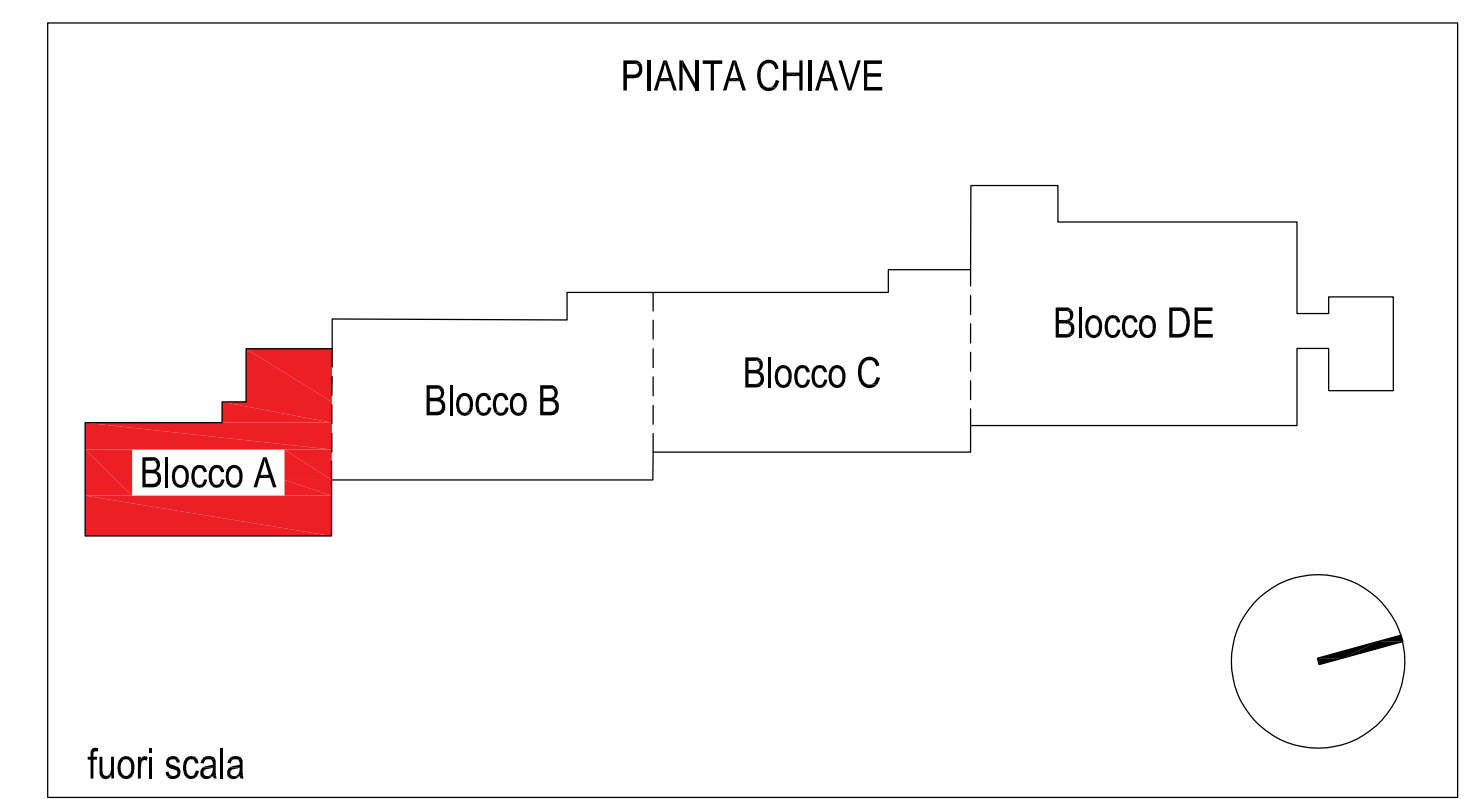 PIANTA CHIAVE
Blocco DE
Blocco C
Blocco B
Blocco A
fuori scala